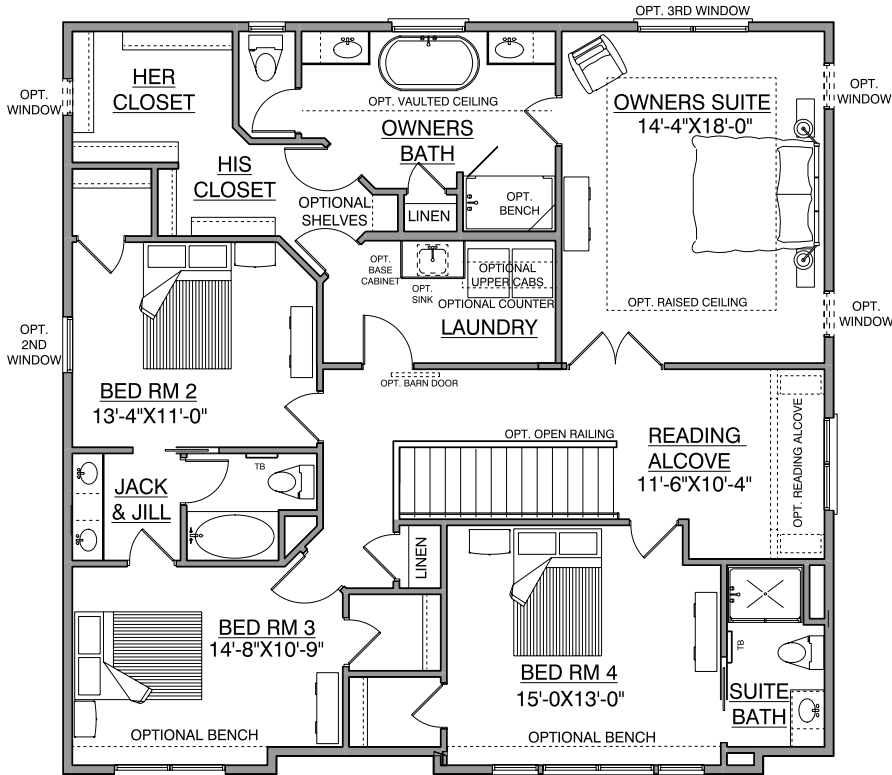 OPT. 3RD WINDOW
OPT.
WINDOW
HER
CLOSET
OPT. VAULTED CEILING
OWNERS
BATH
OWNERS SUITE
14'-4"X18'-0"
OPT.
WINDOW
HIS
CLOSET
OPTIONAL
SHELVES
LINEN
OPT.
BENCH
OPT.
BASE
CABINET
OPT.
SINK
OPTIONAL
UPPER CABS
OPTIONAL COUNTER
LAUNDRY
OPT. RAISED CEILING
OPT.
WINDOW
OPT.
2ND
WINDOW
BED RM 2
13'-4"X11'-0"
OPT. BARN DOOR
OPT. OPEN RAILING
READING
ALCOVE
11'-6"X10'-4"
OPT. READING ALCOVE
TB
JACK
& JILL
LINEN
BED RM 3
14'-8"X10'-9"
OPTIONAL BENCH
BED RM 4
15'-0X13'-0"
OPTIONAL BENCH
TB
SUITE
BATH